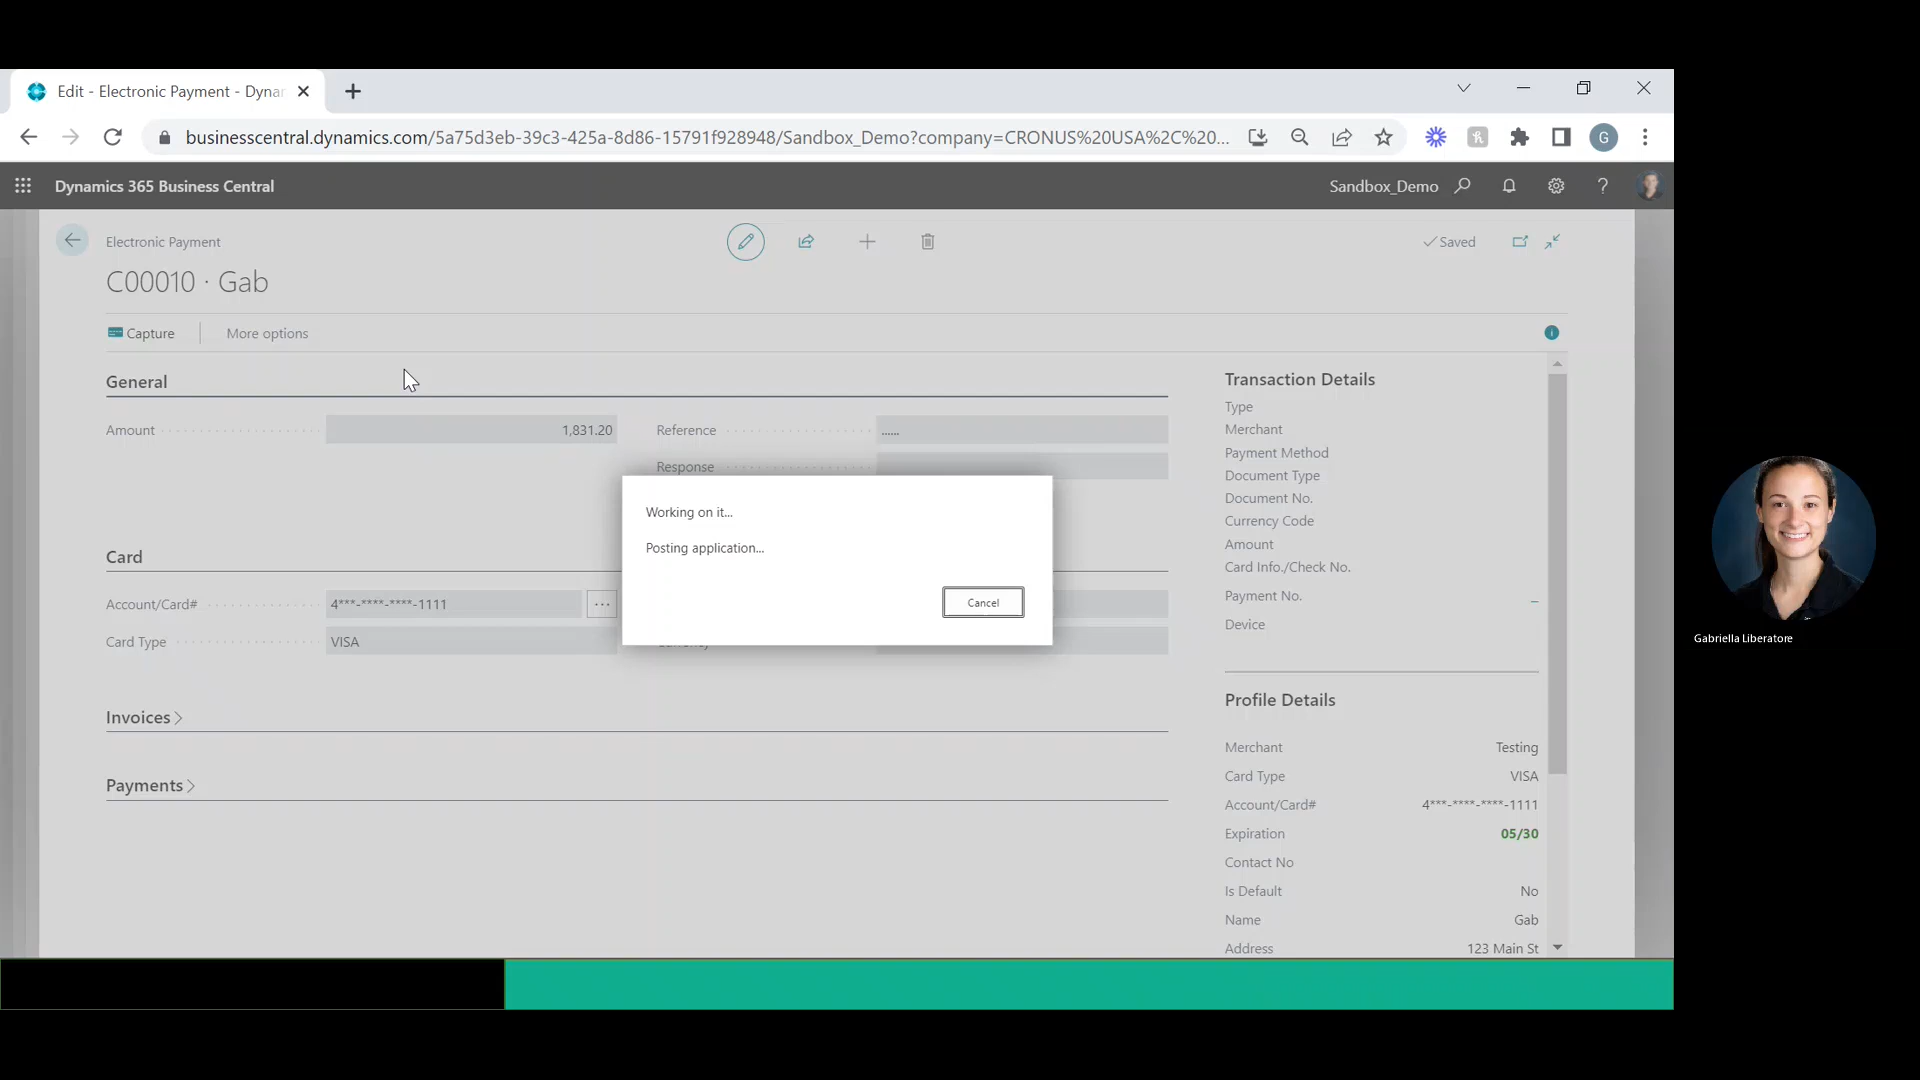 Edit - Electronic Payment - Dynar
businesscentral.dynamics.com/5a75d3eb-39c3-425a-8d86-15791f928948/Sandbox_Demo?company=CRONUS%20USA%2C%20...
G
Dynamics 365 Business Central
Sandbox_Demo
Electronic Payment
Saved
C00010 · Gab
Capture
More options
General
Amount
1,831.20
Reference
......
Response
Working on it...
Posting application...
Cancel
Card
Account/Card#
4***-****-****-1111
Card Type
VISA
Currency
Invoices
Payments
Transaction Details
Type
Merchant
Payment Method
Document Type
Document No.
Currency Code
Amount
Card Info./Check No.
Payment No.
Device
Profile Details
Merchant
Testing
Card Type
VISA
Account/Card#
4***-****-****-1111
Expiration
05/30
Contact No
Is Default
No
Name
Gab
Address
123 Main St
Gabriella Liberatore